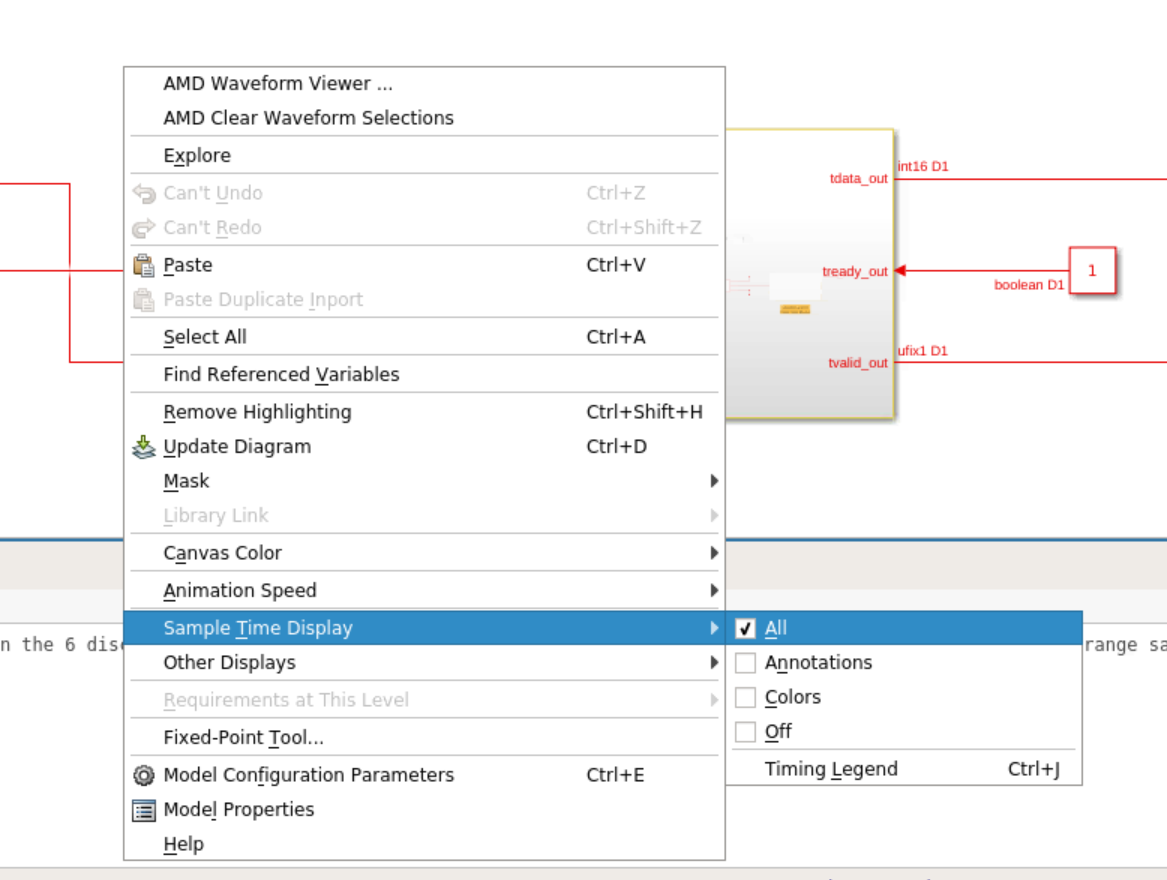 AMD Waveform Viewer ...
AMD Clear Waveform Selections
Explore
Can't Undo Ctrl+Z
Can't Redo Ctrl+Shift+Z
Paste Ctrl+V
Paste Duplicate Inport
Select All Ctrl+A
Find Referenced Variables
Remove Highlighting Ctrl+Shift+H
Update Diagram Ctrl+D
Mask
Library Link
Canvas Color
Animation Speed
Sample Time Display
Other Displays
Requirements at This Level
Fixed-Point Tool...
Model Configuration Parameters Ctrl+E
Model Properties
Help
All
Annotations
Colors
Off
Timing Legend Ctrl+J
tdata_out int16 D1
tready_out 1
boolean D1
tvalid_out ufix1 D1
n the 6
range